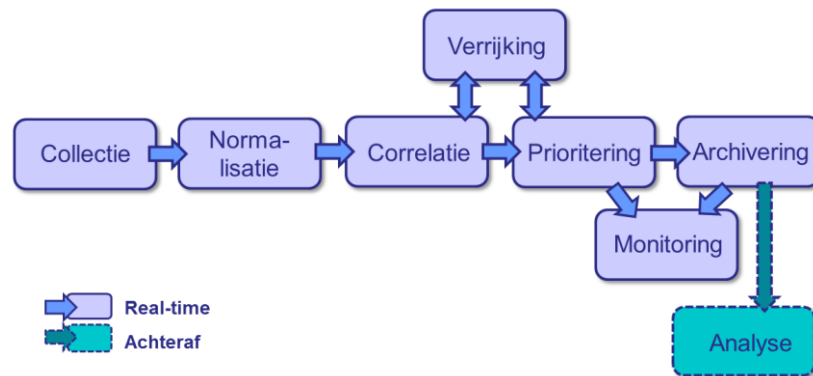 Verrijking
Collectie
Norma-
lisatie
Correlatie
Prioritering
Archivering
Monitoring
Real-time
Achteraf
Analyse